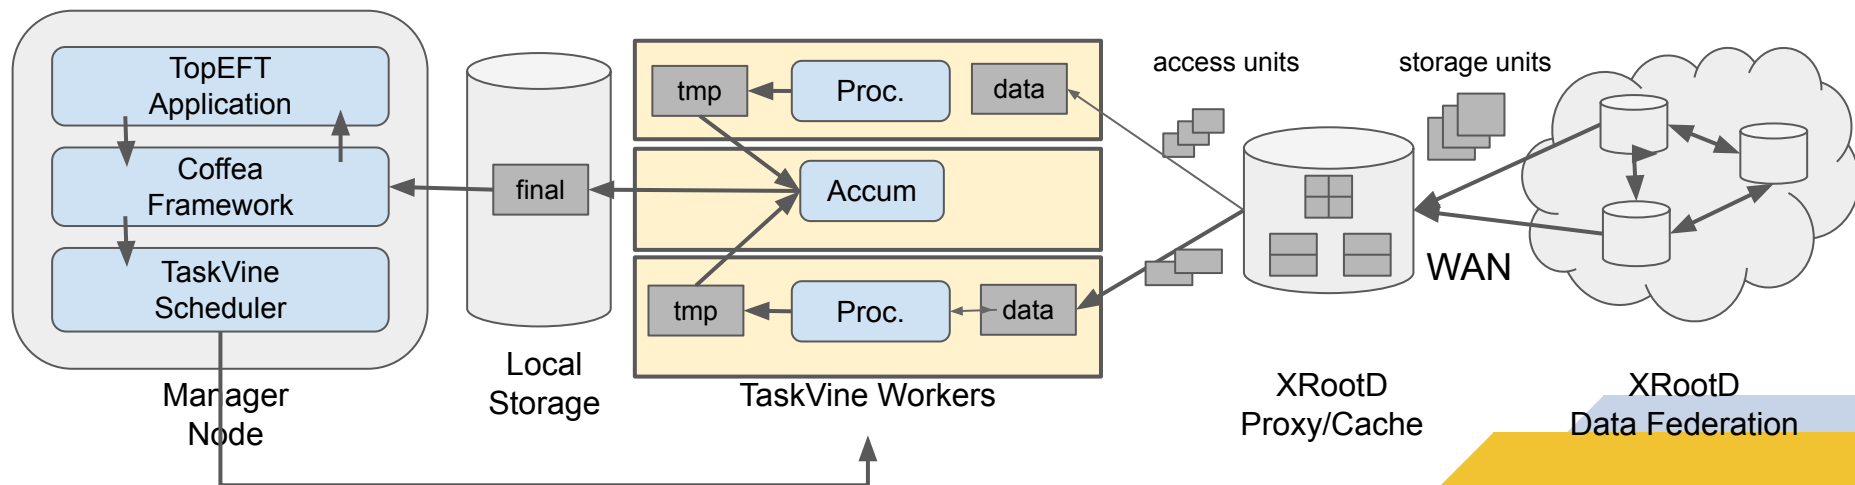 TopEFT
Application
Coffea
Framework
TaskVine
Scheduler
Manager
Node
final
Local
Storage
tmp
Proc.
data
Accum
tmp
Proc.
data
TaskVine Workers
access units
storage units
WAN
XRootD
Proxy/Cache
XRootD
Data Federation